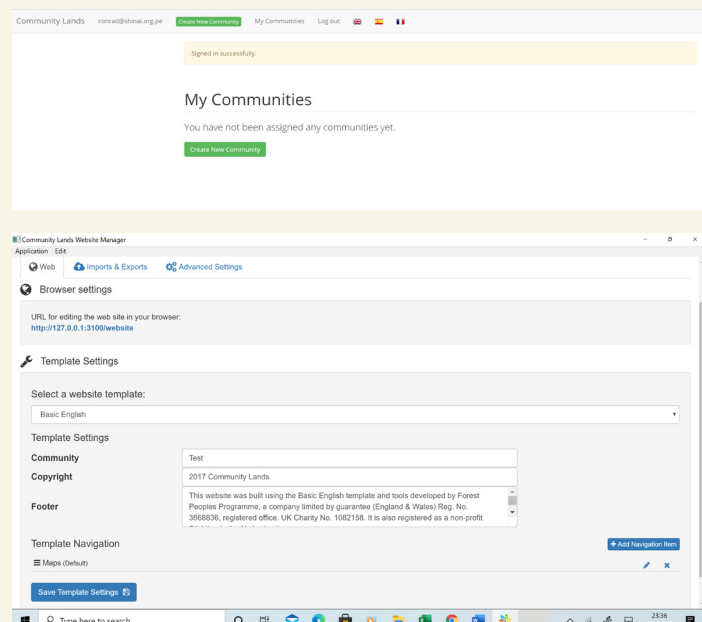 Community Lands conrad@shinai.org.pe Create New Community My Communities Log out
Signed in successfully.
My Communities
You have not been assigned any communities yet.
Create New Community
Community Lands Website Manager
Application Edit
Web Imports & Exports Advanced Settings
Browser settings
URL for editing the web site in your browser:
http://127.0.0.1:3100/website
Template Settings
Select a website template:
Basic English
Template Settings
Community Test
Copyright 2017 Community Lands
This website was built using the Basic English template and tools developed by Forest
Footer Peoples Programme, a company limited by guarantee (England & Wales) Reg. No.
3868836, registered office. UK Charity No. 1082158. It is also registered as a non-profit
Template Navigation + Add Navigation Item
Maps (Default)
Save Template Settings
Type here to search 23:36